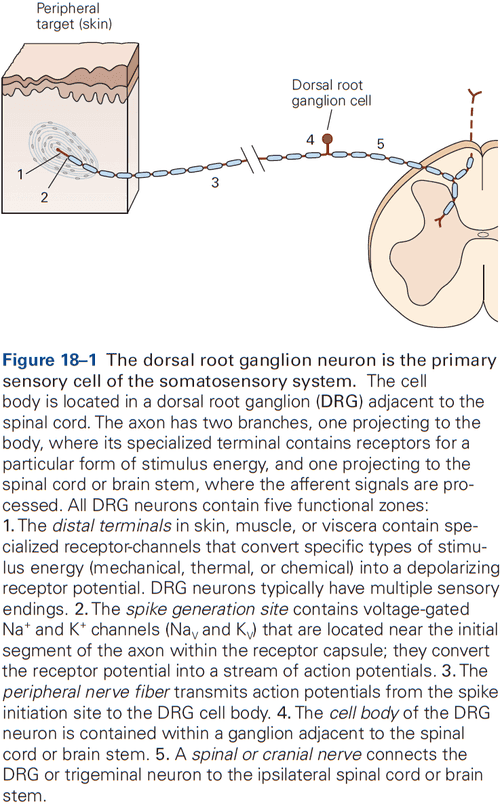 Peripheral
target (skin)
Dorsal root
ganglion cell
4
5
1
2
3
Figure 18–1 The dorsal root ganglion neuron is the primary
sensory cell of the somatosensory system. The cell
body is located in a dorsal root ganglion (DRG) adjacent to the
spinal cord. The axon has two branches, one projecting to the
body, where its specialized terminal contains receptors for a
particular form of stimulus energy, and one projecting to the
spinal cord or brain stem, where the afferent signals are pro-
cessed. All DRG neurons contain five functional zones:
1. The distal terminals in skin, muscle, or viscera contain spe-
cialized receptor-channels that convert specific types of stimu-
lus energy (mechanical, thermal, or chemical) into a depolarizing
receptor potential. DRG neurons typically have multiple sensory
endings. 2. The spike generation site contains voltage-gated
Na⁺ and K⁺ channels (Naᵥ and Kᵥ) that are located near the initial
segment of the axon within the receptor capsule; they convert
the receptor potential into a stream of action potentials. 3. The
peripheral nerve fiber transmits action potentials from the spike
initiation site to the DRG cell body. 4. The cell body of the DRG
neuron is contained within a ganglion adjacent to the spinal
cord or brain stem. 5. A spinal or cranial nerve connects the
DRG or trigeminal neuron to the ipsilateral spinal cord or brain
stem.